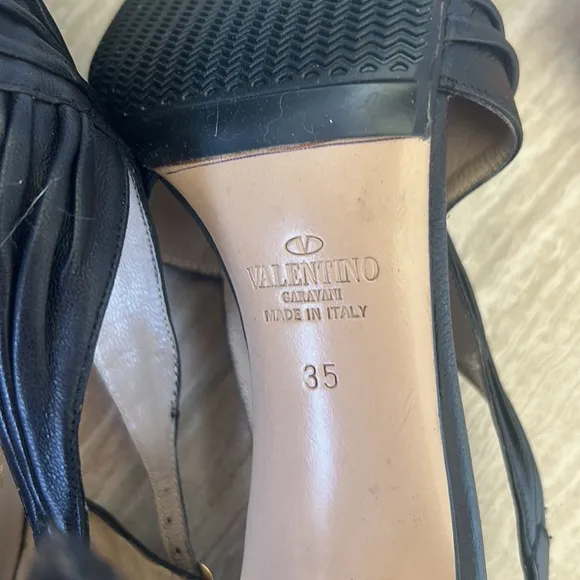 V
VALENTINO
GARAVANI
MADE IN ITALY
35